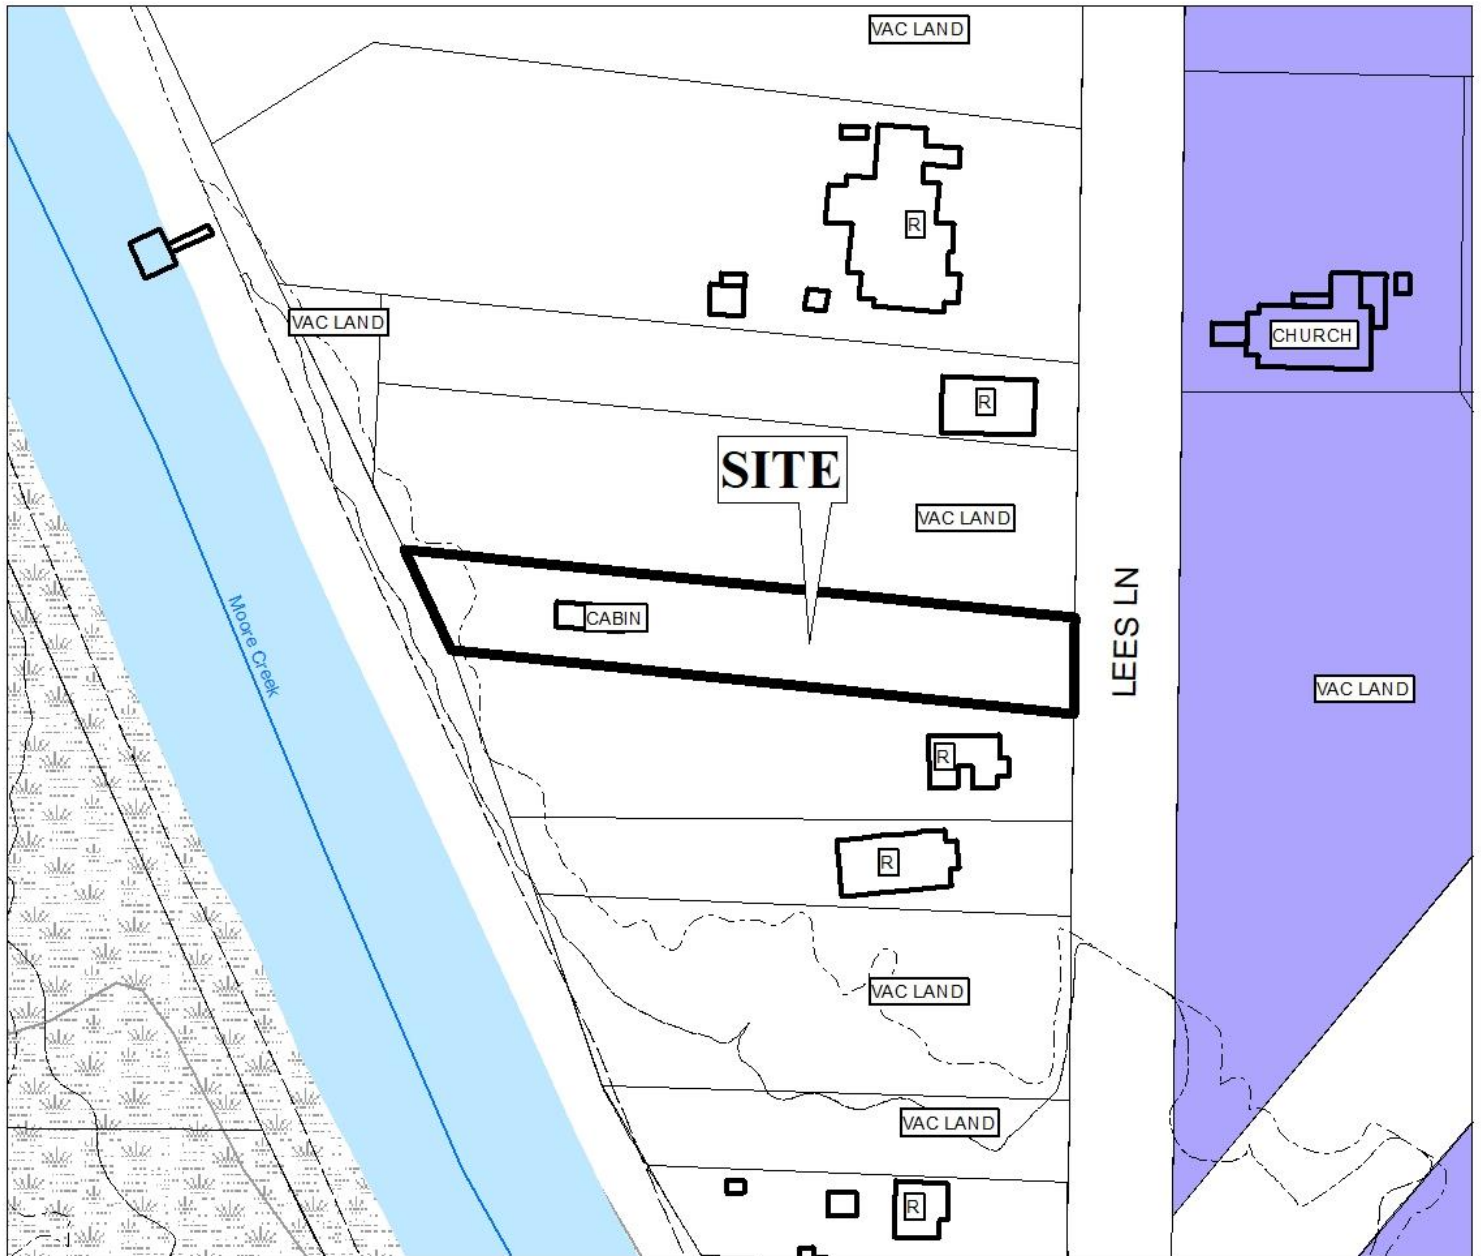 VAC LAND
R
VAC LAND
CHURCH
R
SITE
VAC LAND
CABIN
LEES LN
Moore Creek
VAC LAND
R
R
VAC LAND
VAC LAND
R